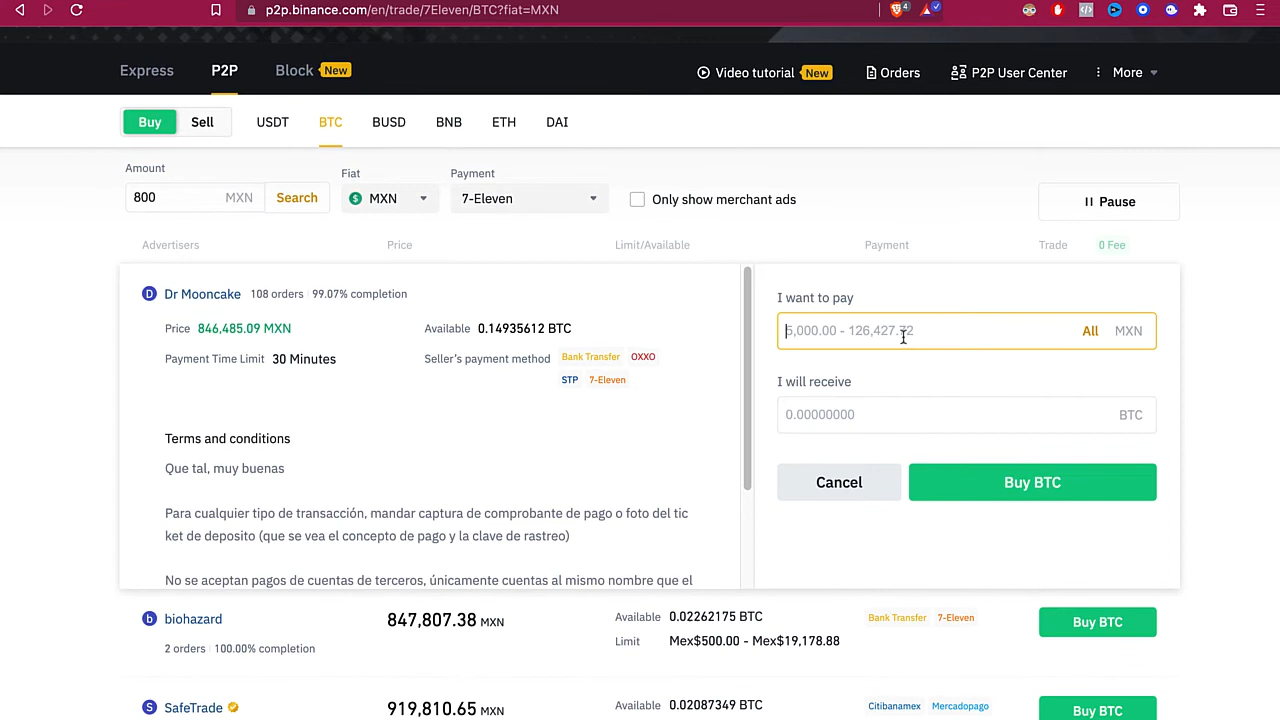 p2p.binance.com/en/trade/7Eleven/BTC?fiat=MXN
4
Express P2P Block New Video tutorial New Orders P2P User Center More
Buy Sell USDT BTC BUSD BNB ETH DAI
Amount Fiat Payment
800 MXN Search $ MXN 7-Eleven Only show merchant ads Pause
Advertisers Price Limit/Available Payment Trade 0 Fee
D Dr Mooncake 108 orders 99.07% completion
Price 846,485.09 MXN Available 0.14935612 BTC
Payment Time Limit 30 Minutes Seller's payment method Bank Transfer OXXO
STP 7-Eleven
Terms and conditions
Que tal, muy buenas
Para cualquier tipo de transacción, mandar captura de comprobante de pago o foto del tic
ket de deposito (que se vea el concepto de pago y la clave de rastreo)
No se aceptan pagos de cuentas de terceros, únicamente cuentas al mismo nombre que el
I want to pay
5,000.00 - 126,427.72 All MXN
I will receive
0.00000000 BTC
Cancel Buy BTC
b biohazard 847,807.38 MXN Available 0.02262175 BTC Bank Transfer 7-Eleven Buy BTC
2 orders 100.00% completion Limit Mex$500.00 - Mex$19,178.88
S SafeTrade 919,810.65 MXN Available 0.02087349 BTC Citibanamex Mercadopago Buy BTC